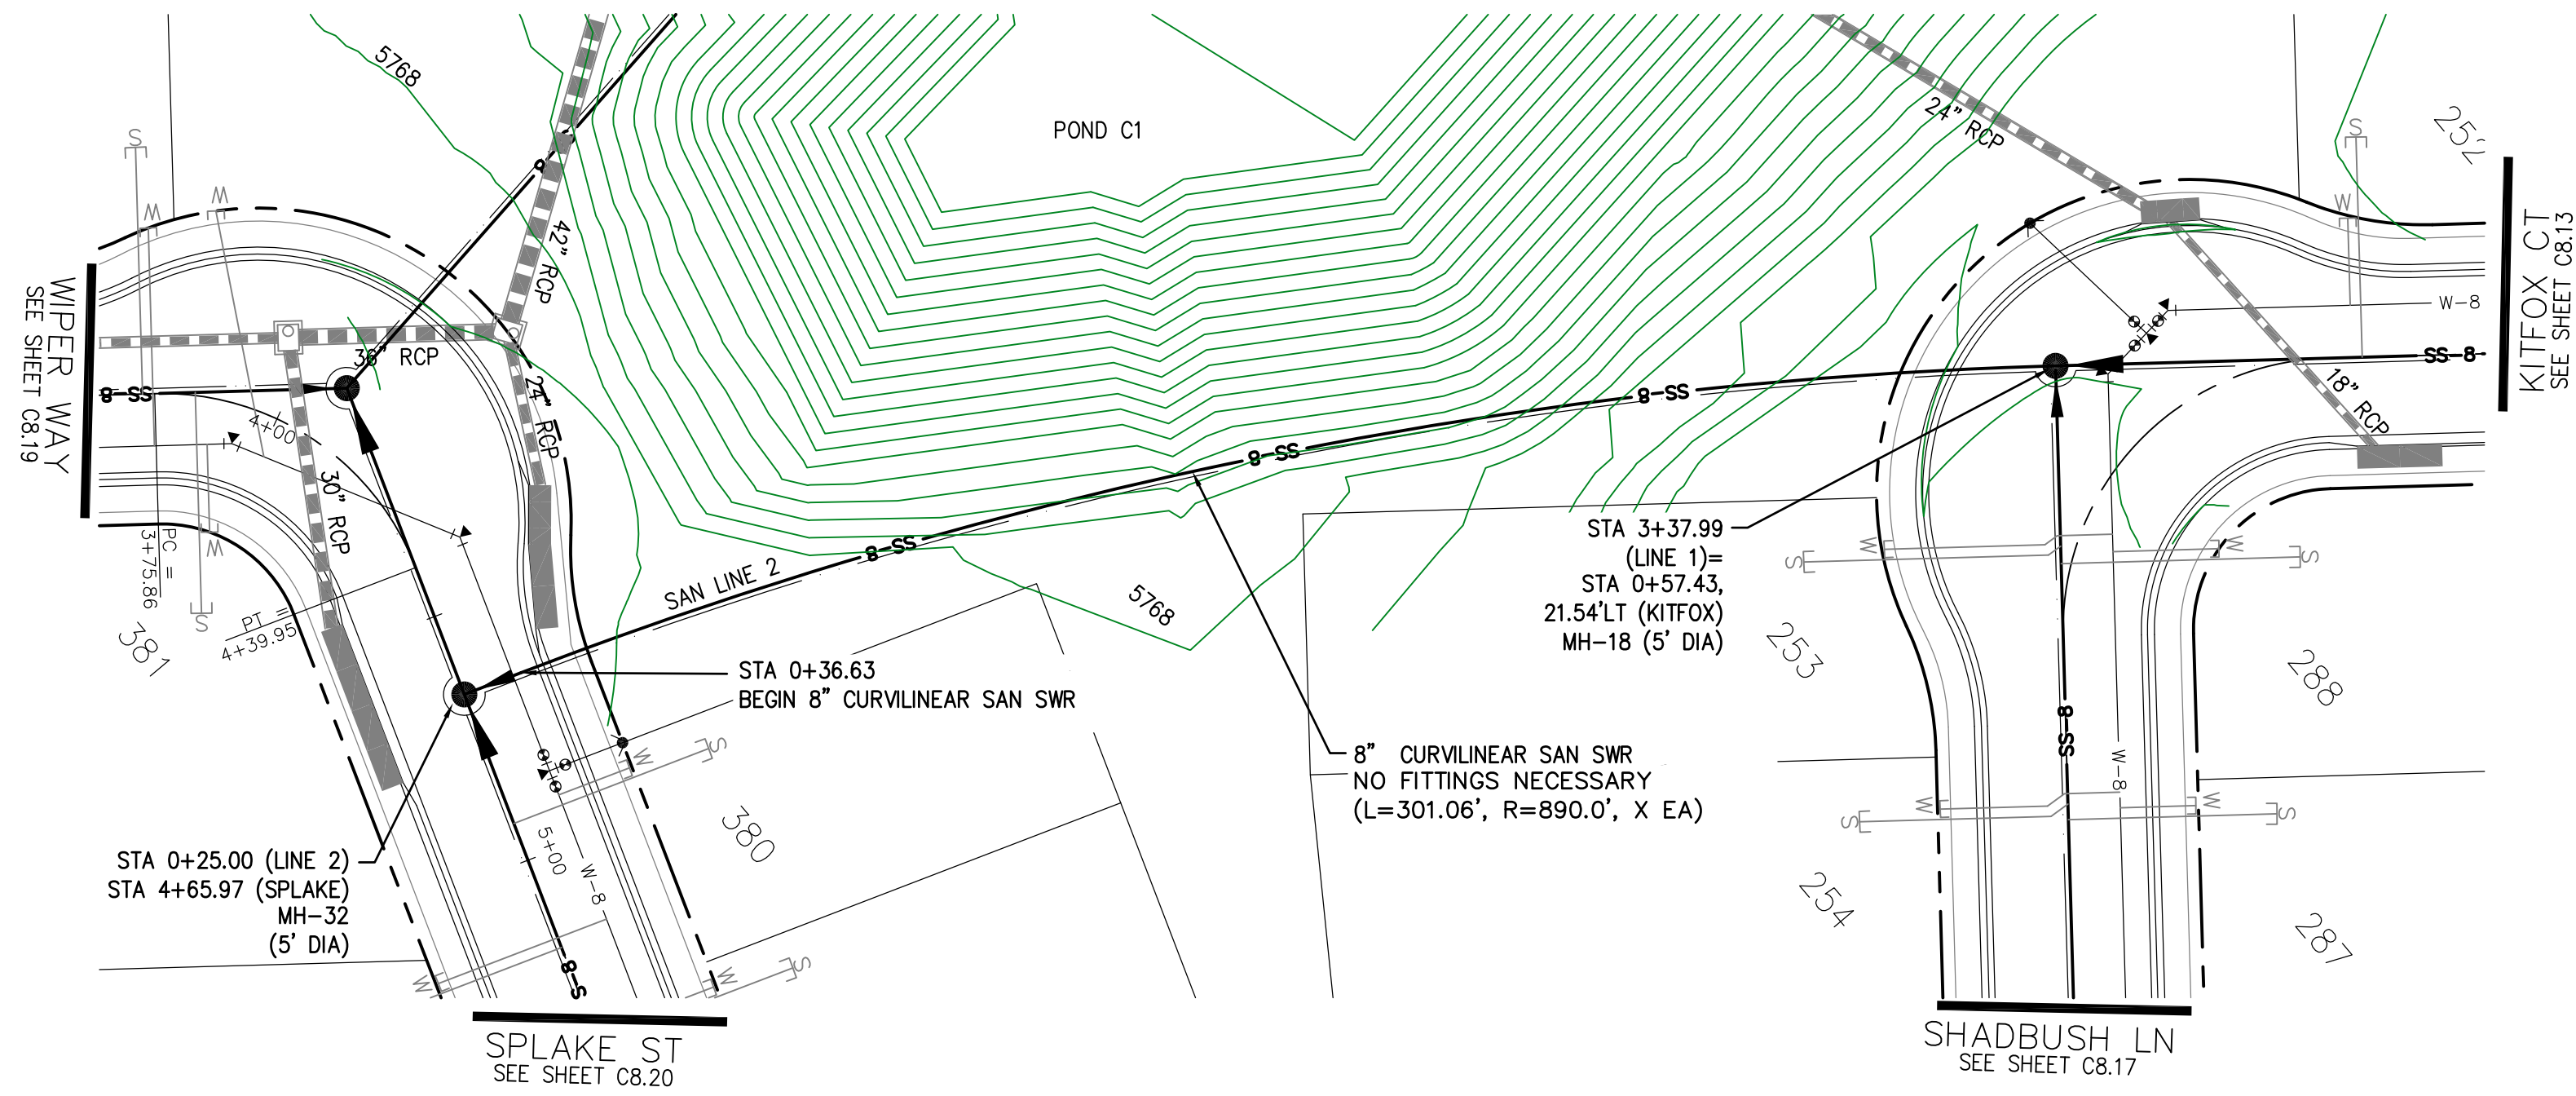 5768
POND C1
24" RCP
252
S
W
W
S
W
WIPER WAY
SEE SHEET C8.19
KITFOX CT
SEE SHEET C8.13
42" RCP
W-8
36" RCP
24" RCP
8-SS
8-SS
8-SS
8-SS
8-SS
18" RCP
4+00
30" RCP
PC =
3+75.86
W
S
PT =
4+39.95
381
SAN LINE 2
5768
STA 3+37.99
(LINE 1)=
STA 0+57.43,
21.54'LT (KITFOX)
MH-18 (5' DIA)
S
W
W
S
253
288
STA 0+36.63
BEGIN 8" CURVILINEAR SAN SWR
8" CURVILINEAR SAN SWR
NO FITTINGS NECESSARY
(L=301.06', R=890.0', X EA)
W
S
8-SS
W-8
S
W
W
S
380
5+00
W-8
STA 0+25.00 (LINE 2)
STA 4+65.97 (SPLAKE)
MH-32
(5' DIA)
254
287
8-S
W
W
S
SPLAKE ST
SEE SHEET C8.20
SHADBUSH LN
SEE SHEET C8.17